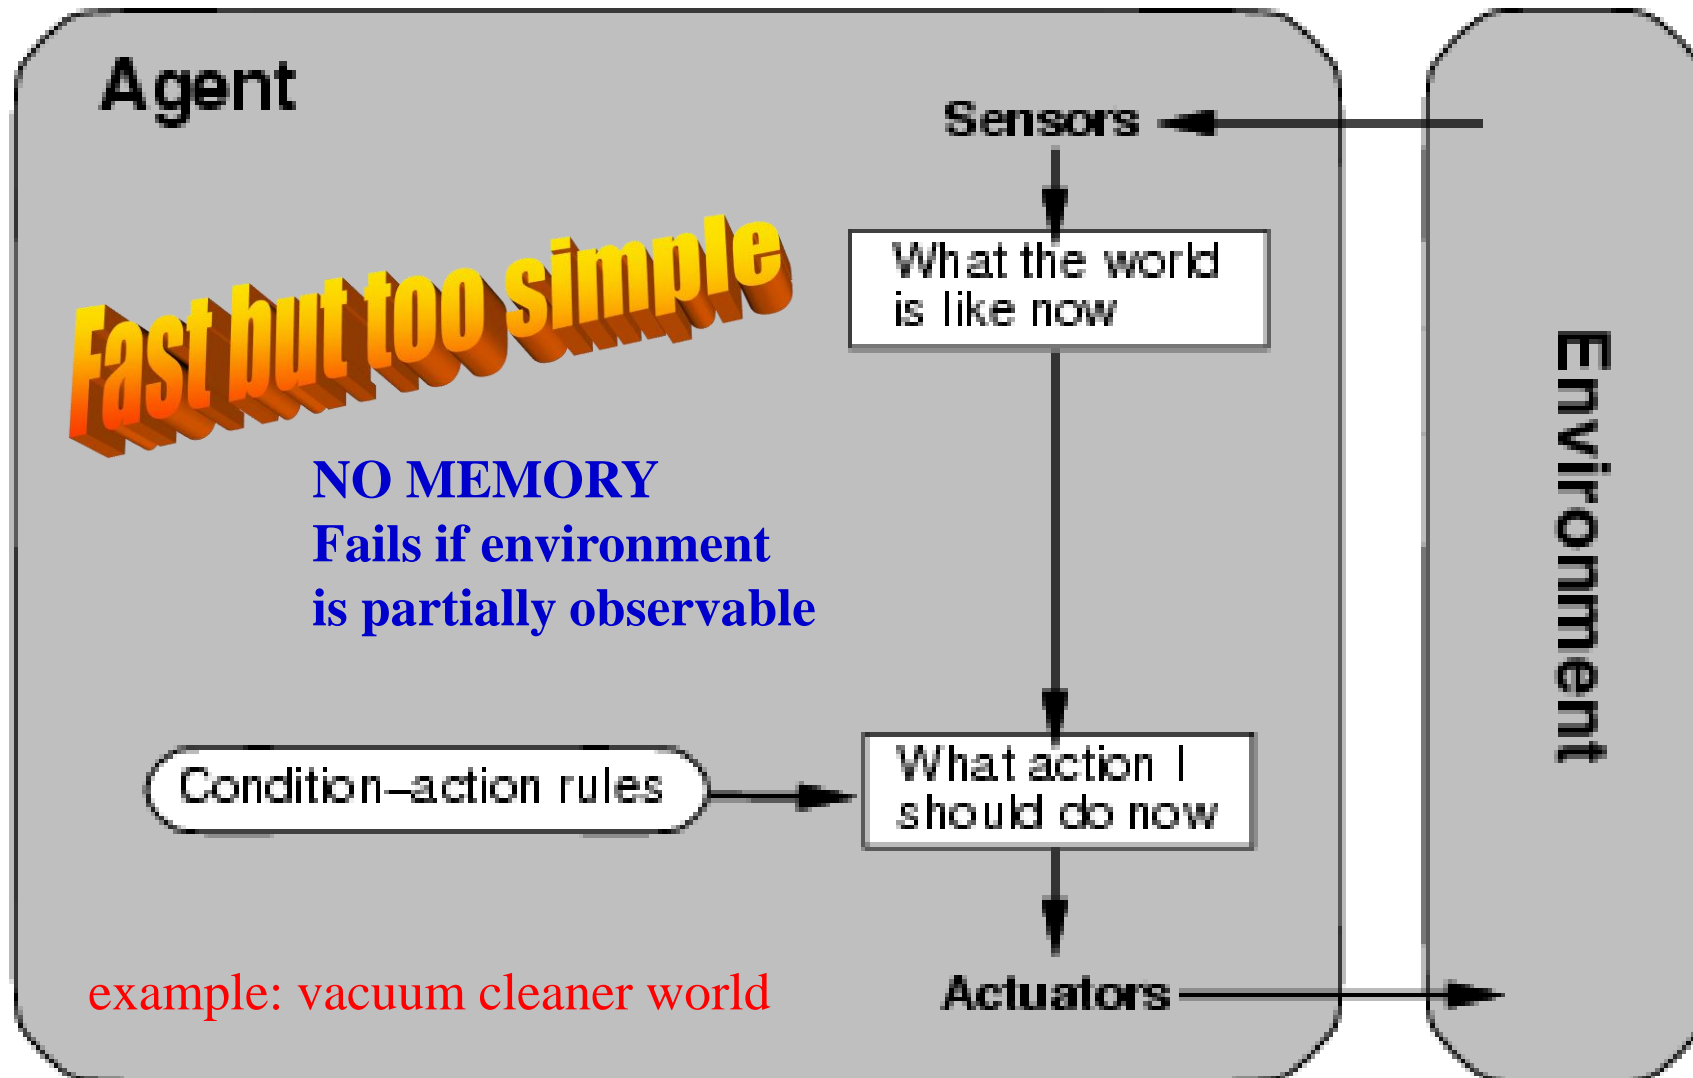 Agent
Sensors
Fast but too simple
What the world
is like now
NO MEMORY
Fails if environment
is partially observable
Environment
Condition–action rules
What action I
should do now
example: vacuum cleaner world
Actuators